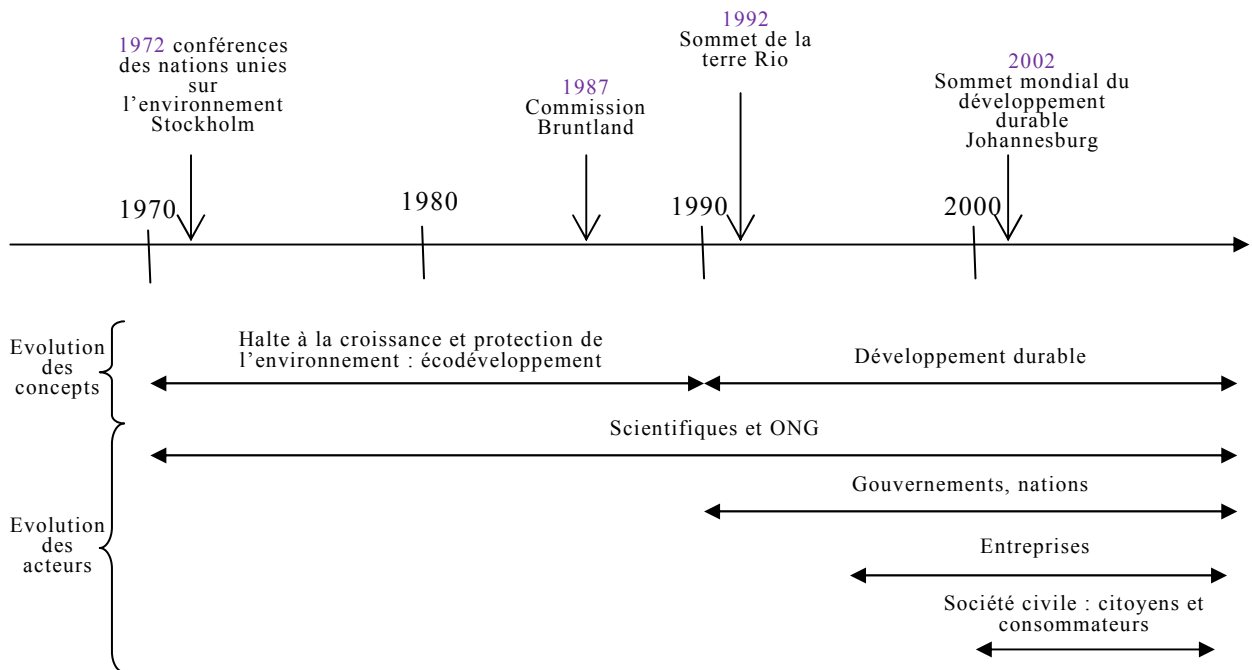 1972 conférences
des nations unies
sur
l’environnement
Stockholm
1987
Commission
Bruntland
1992
Sommet de la
terre Rio
2002
Sommet mondial du
développement
durable
Johannesburg
1970
1980
1990
2000
Evolution
des
concepts
Halte à la croissance et protection de
l’environnement : écodéveloppement
Développement durable
Scientifiques et ONG
Gouvernements, nations
Evolution
des
acteurs
Entreprises
Société civile : citoyens et
consommateurs